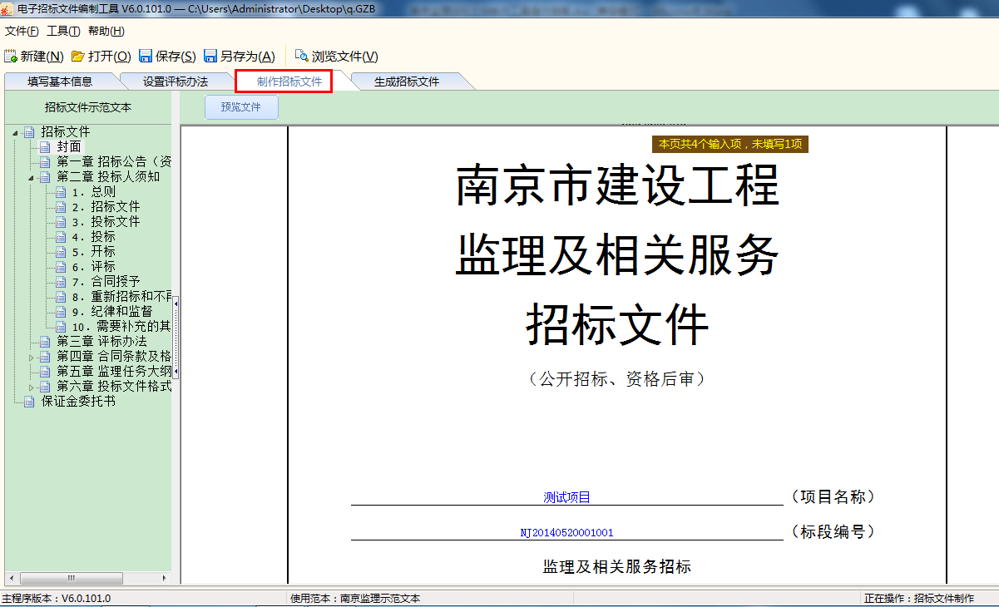 电子招标文件编制工具 V6.0.101.0 — C:\Users\Administrator\Desktop\q.GZB
文件(F) 工具(T) 帮助(H)
新建(N) 打开(O) 保存(S) 另存为(A) 浏览文件(V)
填写基本信息 设置评标办法 制作招标文件 生成招标文件
招标文件示范文本
预览文件
招标文件
封面
第一章 招标公告（资
第二章 投标人须知
1. 总则
2. 招标文件
3. 投标文件
4. 投标
5. 开标
6. 评标
7. 合同授予
8. 重新招标和不再
9. 纪律和监督
10. 需要补充的其
第三章 评标办法
第四章 合同条款及格
第五章 监理任务大纲
第六章 投标文件格式
保证金委托书
本页共4个输入项，未填写1项
南京市建设工程
监理及相关服务
招标文件
（公开招标、资格后审）
测试项目 （项目名称）
NJ20140520001001 （标段编号）
监理及相关服务招标
主程序版本：V6.0.101.0 使用范本：南京监理示范文本 正在操作：招标文件制作